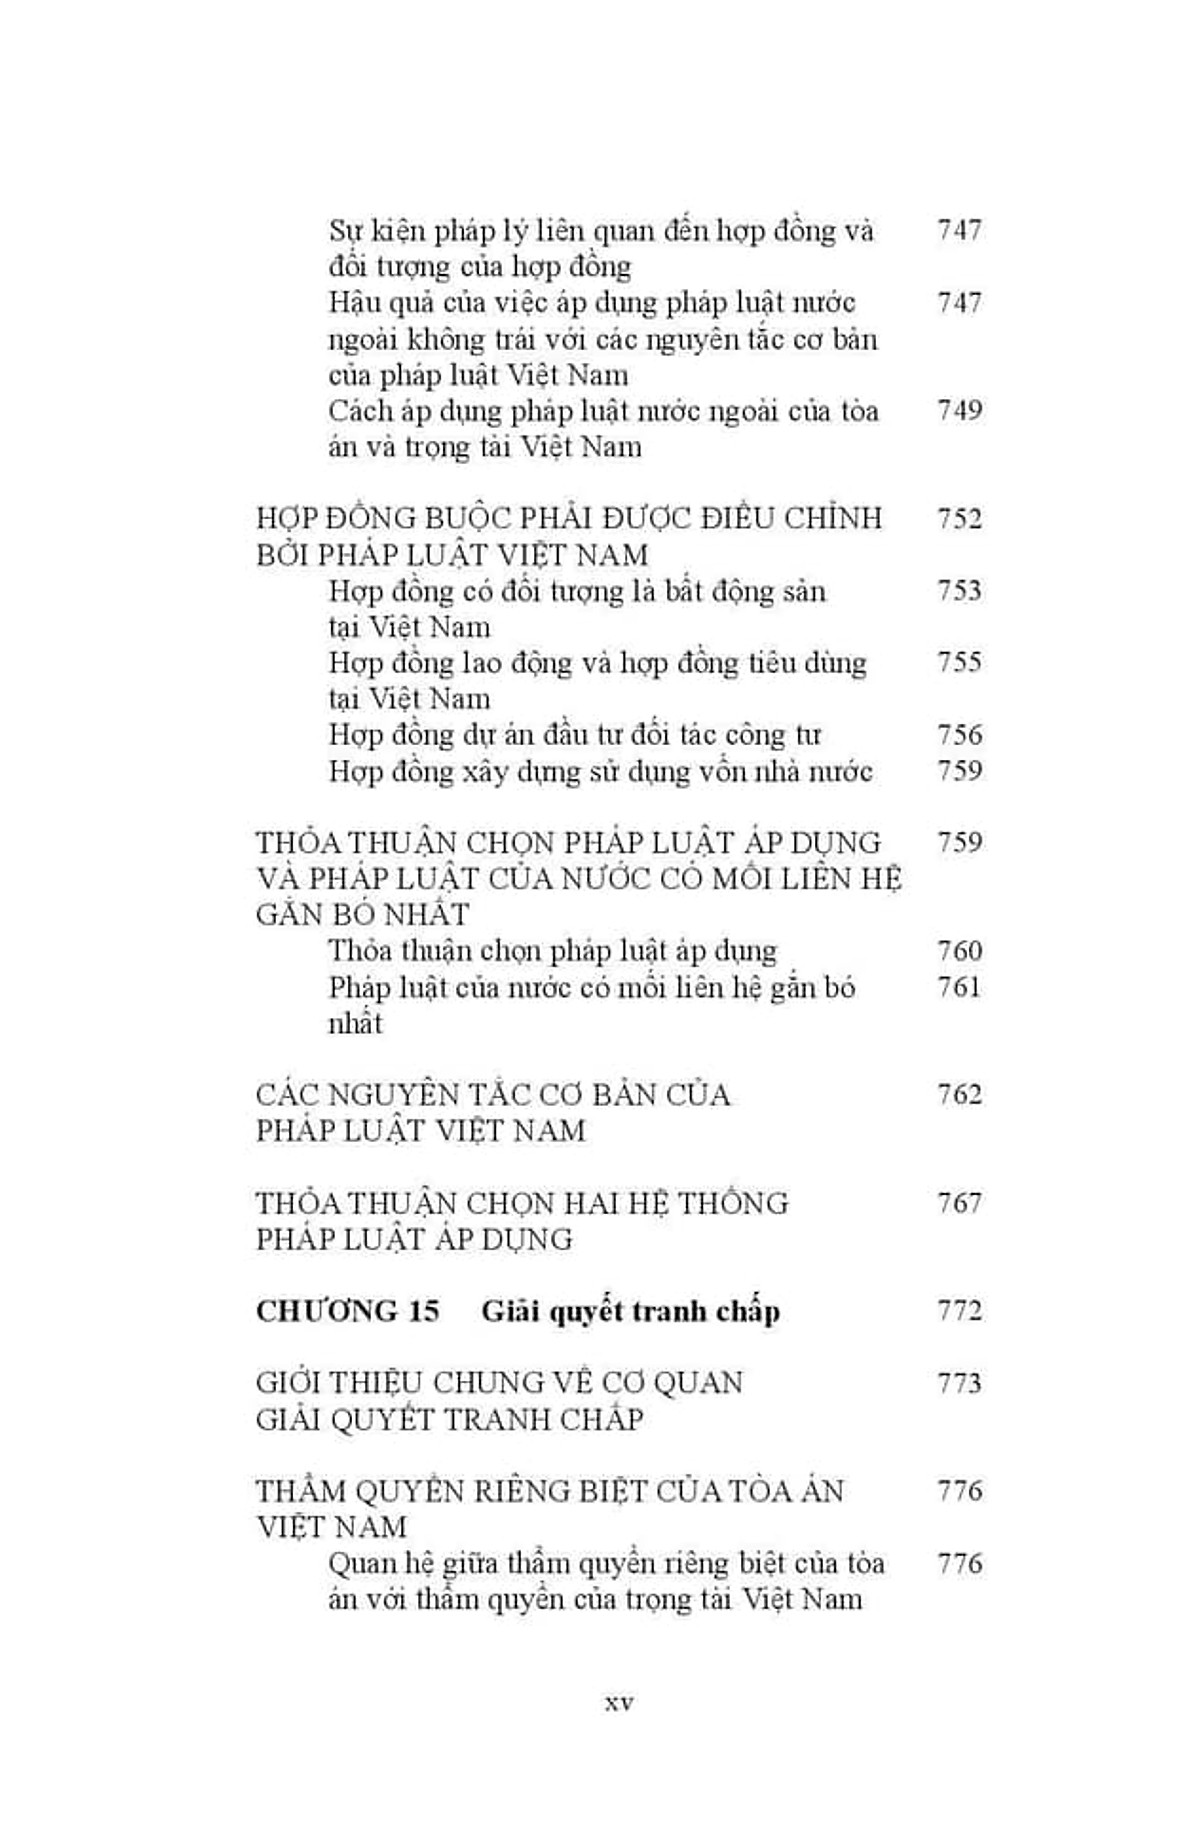 Sự kiện pháp lý liên quan đến hợp đồng và 747
đối tượng của hợp đồng
Hậu quả của việc áp dụng pháp luật nước 747
ngoài không trái với các nguyên tắc cơ bản
của pháp luật Việt Nam
Cách áp dụng pháp luật nước ngoài của tòa 749
án và trọng tài Việt Nam
HỢP ĐỒNG BUỘC PHẢI ĐƯỢC ĐIỀU CHỈNH 752
BỞI PHÁP LUẬT VIỆT NAM
Hợp đồng có đối tượng là bất động sản 753
tại Việt Nam
Hợp đồng lao động và hợp đồng tiêu dùng 755
tại Việt Nam
Hợp đồng dự án đầu tư đối tác công tư 756
Hợp đồng xây dựng sử dụng vốn nhà nước 759
THỎA THUẬN CHỌN PHÁP LUẬT ÁP DỤNG 759
VÀ PHÁP LUẬT CỦA NƯỚC CÓ MỐI LIÊN HỆ
GẮN BÓ NHẤT
Thỏa thuận chọn pháp luật áp dụng 760
Pháp luật của nước có mối liên hệ gắn bó 761
nhất
CÁC NGUYÊN TẮC CƠ BẢN CỦA 762
PHÁP LUẬT VIỆT NAM
THỎA THUẬN CHỌN HAI HỆ THỐNG 767
PHÁP LUẬT ÁP DỤNG
CHƯƠNG 15 Giải quyết tranh chấp 772
GIỚI THIỆU CHUNG VỀ CƠ QUAN 773
GIẢI QUYẾT TRANH CHẤP
THẨM QUYỀN RIÊNG BIỆT CỦA TÒA ÁN 776
VIỆT NAM
Quan hệ giữa thẩm quyền riêng biệt của tòa 776
án với thẩm quyền của trọng tài Việt Nam
xv